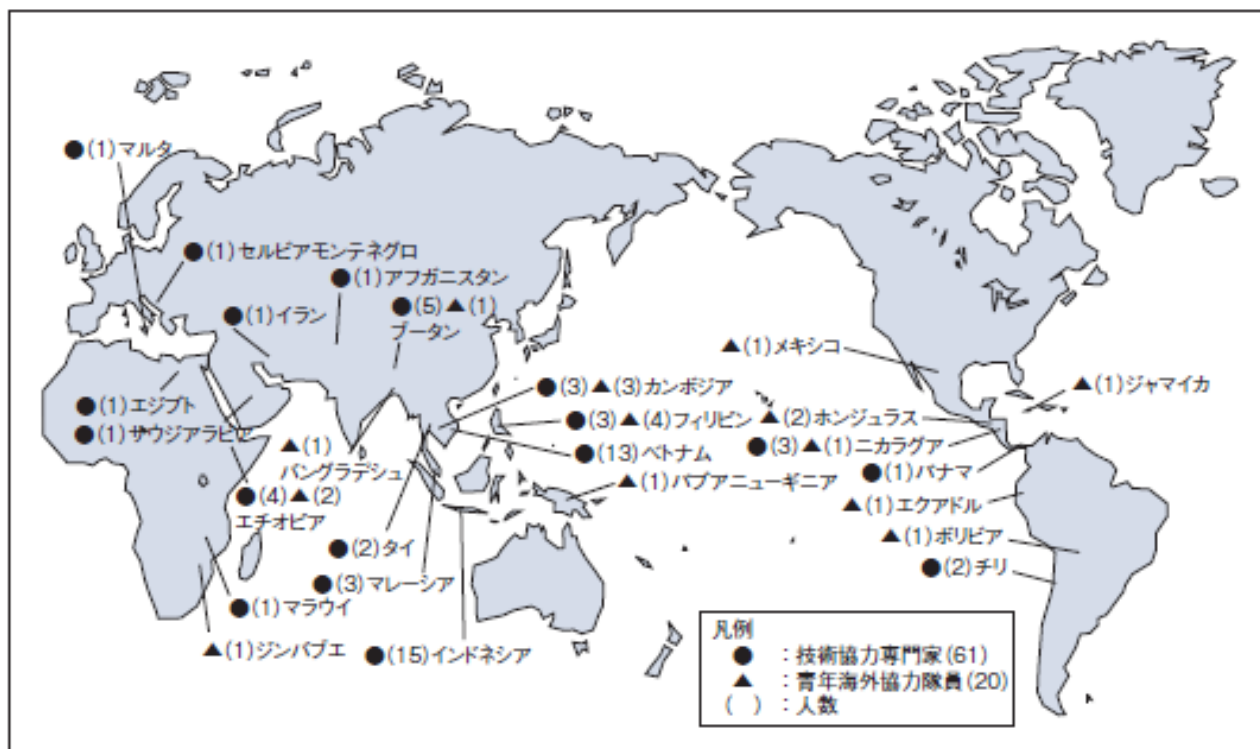 ●(1)マルタ
●(1)セルビアモンテネグロ
●(1)アフガニスタン
●(5)▲(1)
ブータン
●(1)イラン
▲(1)メキシコ
●(3)▲(3)カンボジア
▲(1)ジャマイカ
●(1)エジプト
●(3)▲(4)フィリピン
▲(2)ホンジュラス
●(1)サウジアラビア
▲(1)
バングラデシュ
●(13)ベトナム
●(3)▲(1)ニカラグア
●(1)パナマ
●(4)▲(2)
エチオピア
▲(1)パプアニューギニア
▲(1)エクアドル
▲(1)ボリビア
●(2)タイ
●(2)チリ
●(3)マレーシア
●(1)マラウイ
▲(1)ジンバブエ
●(15)インドネシア
凡例
●:技術協力専門家(61)
▲:青年海外協力隊員(20)
( ):人数